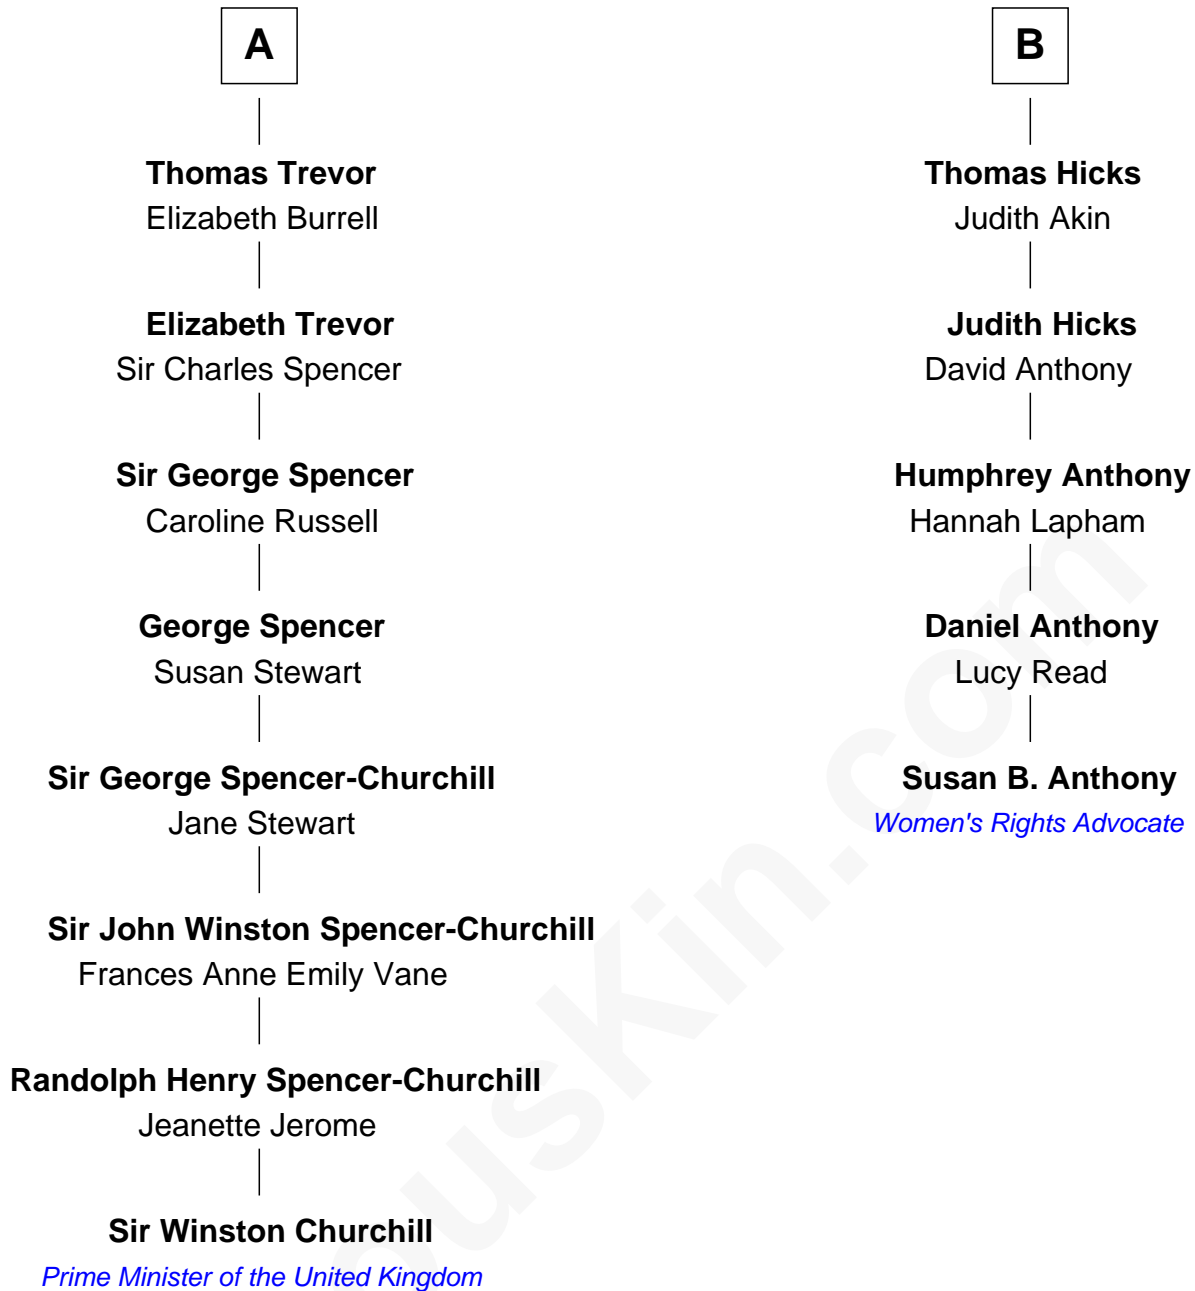 A
Thomas Trevor
Elizabeth Burrell
Elizabeth Trevor
Sir Charles Spencer
Sir George Spencer
Caroline Russell
George Spencer
Susan Stewart
Sir George Spencer-Churchill
Jane Stewart
Sir John Winston Spencer-Churchill
Frances Anne Emily Vane
Randolph Henry Spencer-Churchill
Jeanette Jerome
Sir Winston Churchill
Prime Minister of the United Kingdom
B
Thomas Hicks
Judith Akin
Judith Hicks
David Anthony
Humphrey Anthony
Hannah Lapham
Daniel Anthony
Lucy Read
Susan B. Anthony
Women's Rights Advocate
ousKin.com